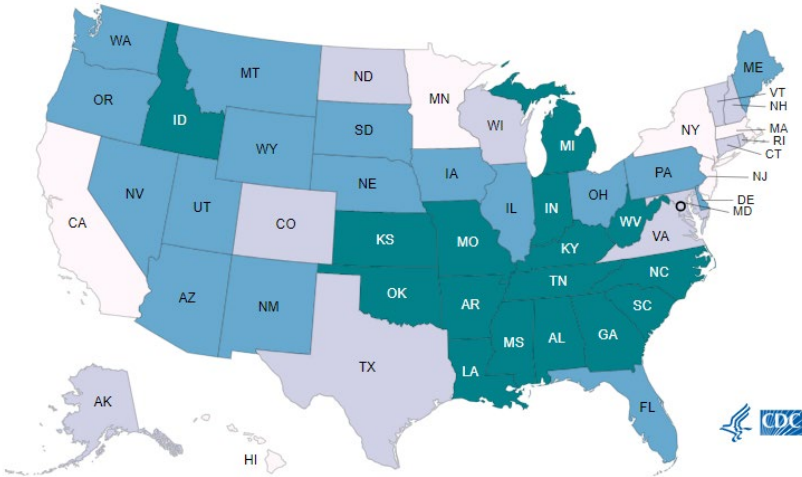 WA
MT
ND
MN
ME
VT
NH
OR
ID
SD
WI
NY
MA
RI
CT
WY
MI
IA
PA
NJ
NE
NV
UT
IL
IN
OH
DE
MD
CA
CO
WV
VA
KS
MO
KY
NC
TN
AZ
NM
OK
AR
SC
MS
AL
GA
LA
TX
AK
FL
HI
CDC